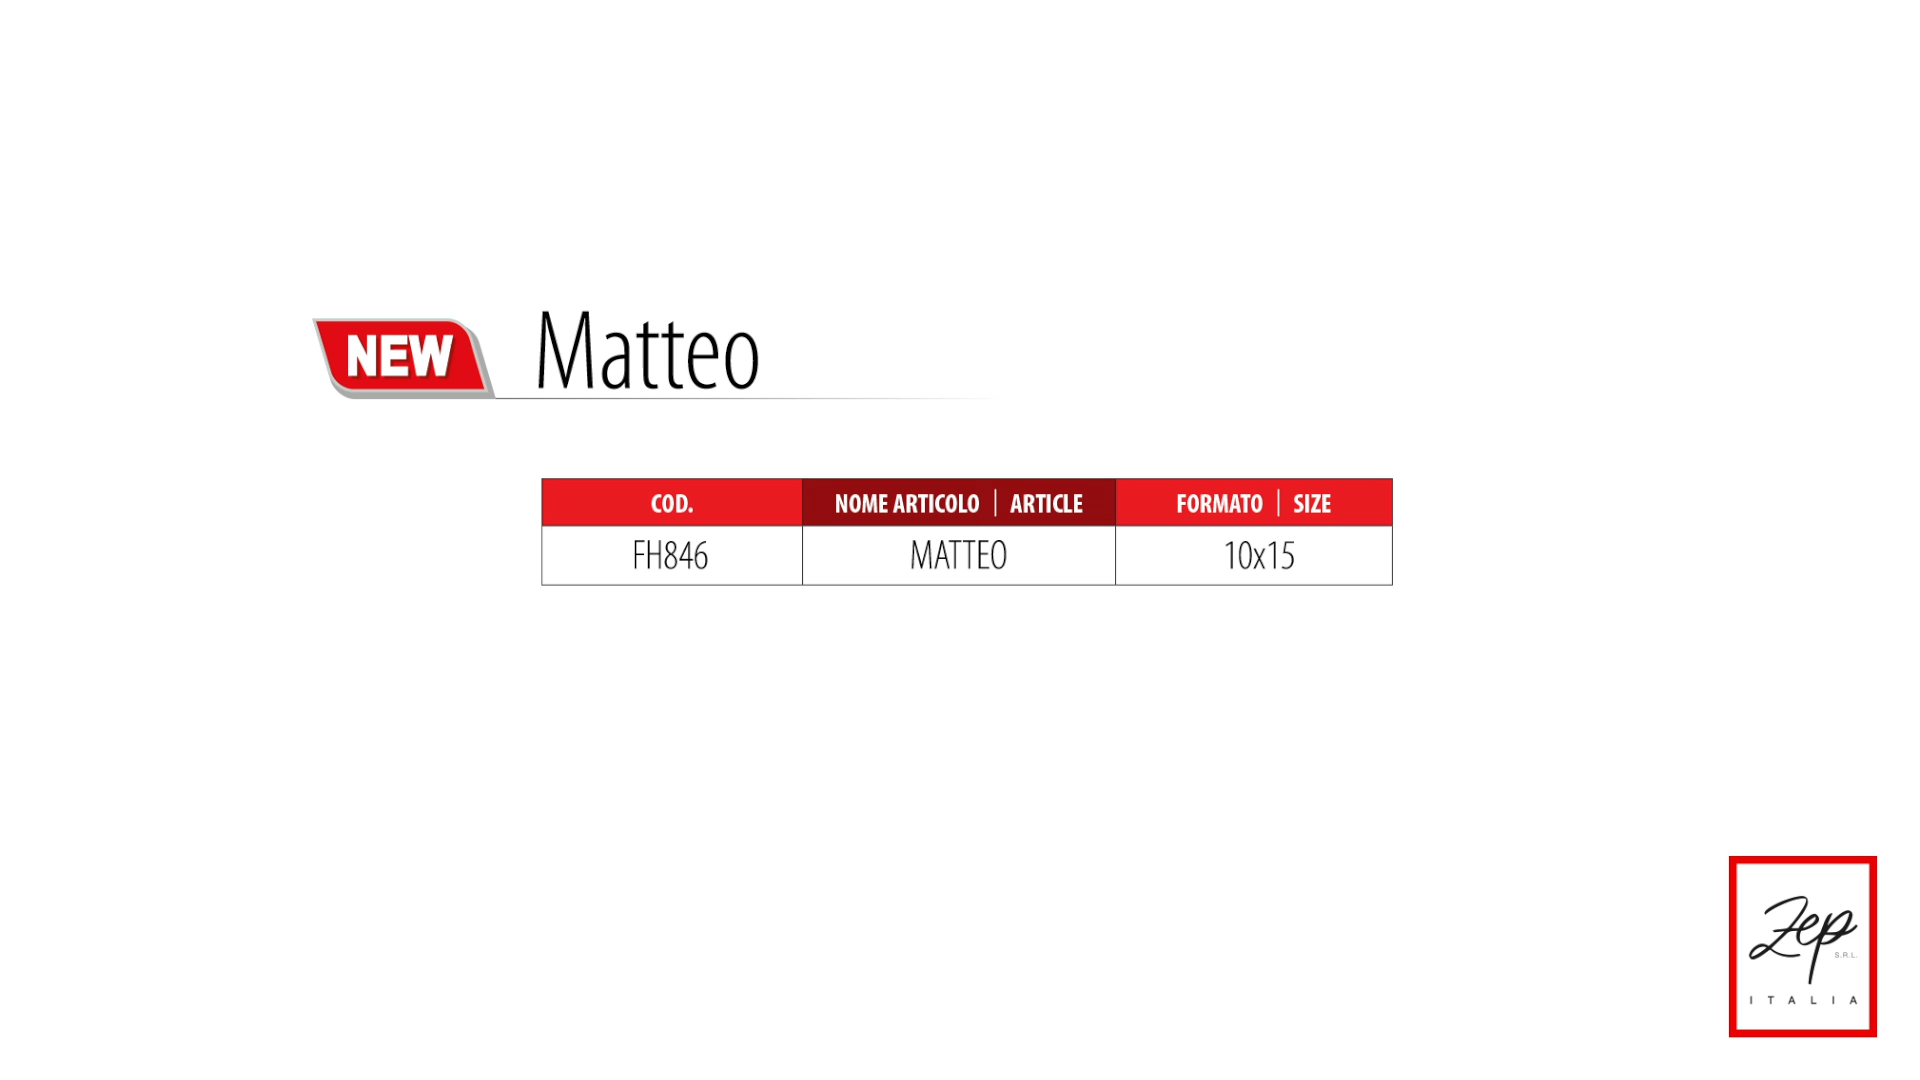 NEW Matteo
COD. NOME ARTICOLO | ARTICLE FORMATO | SIZE
FH846 MATTEO 10x15
Zep
S.R.L.
ITALIA